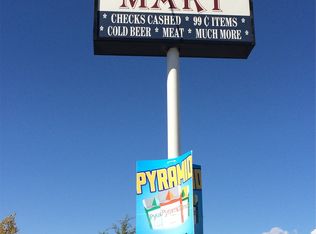 MART
* CHECKS CASHED * 99¢ ITEMS *
* COLD BEER * MEAT * MUCH MORE *
PYRAMID